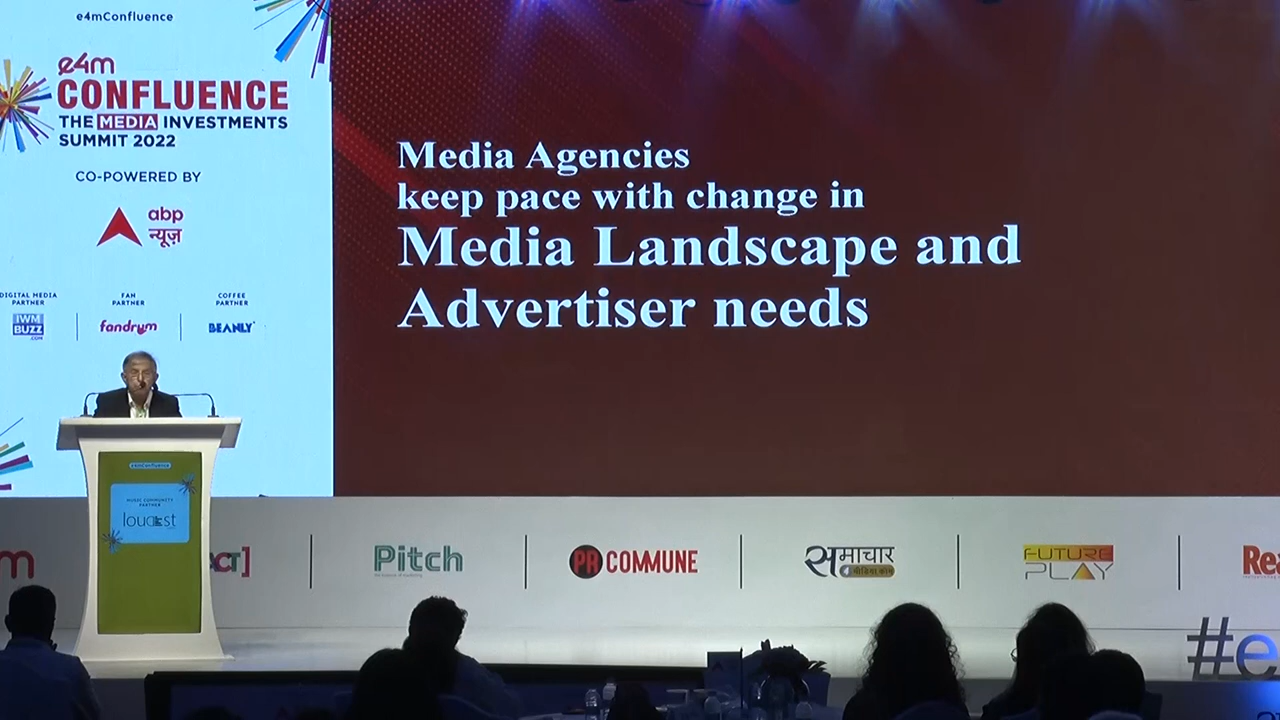 e4mConfluence
e4m
CONFLUENCE
THE MEDIA INVESTMENTS
SUMMIT 2022
CO-POWERED BY
abp
न्यूज़
DIGITAL MEDIA
PARTNER
IWM
BUZZ
.COM
FAN
PARTNER
fandrum
COFFEE
PARTNER
BEANLY
Media Agencies
keep pace with change in
Media Landscape and
Advertiser needs
e4mConfluence
MUSIC COMMUNITY
PARTNER
loudest
Pitch
PR COMMUNE
समाचार
FUTURE
PLAY
#e